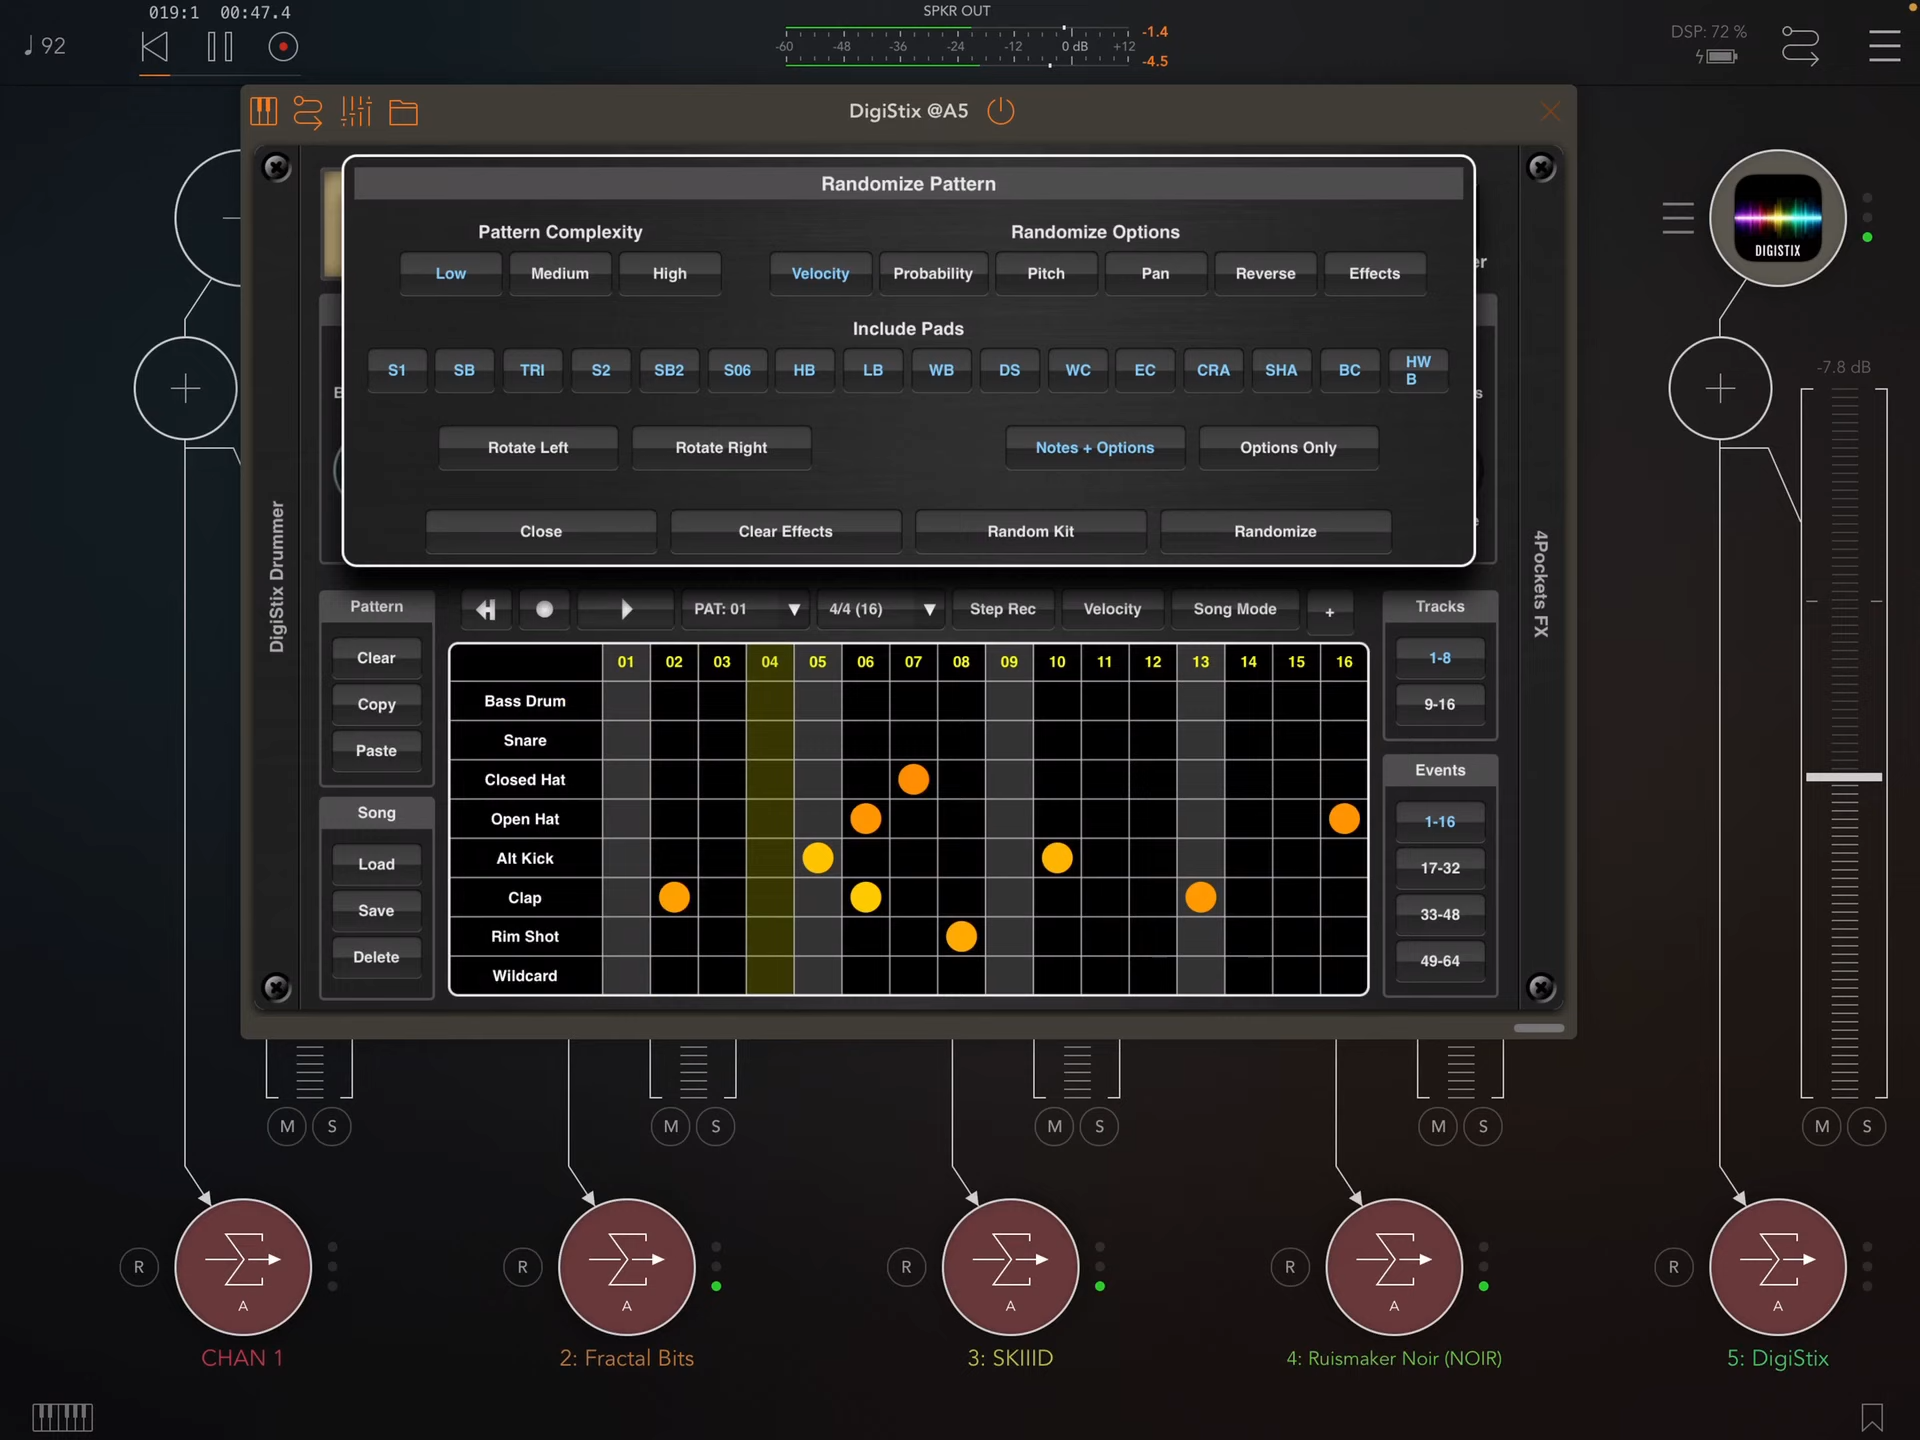 019:1 00:47.4
SPKR OUT
♩ 92
-60 -48 -36 -24 -12 0 dB +12
-1.4
-4.5
DSP: 72 %
DigiStix @A5
Randomize Pattern
Pattern Complexity
Randomize Options
Low Medium High
Velocity Probability Pitch Pan Reverse Effects
Include Pads
S1 SB TRI S2 SB2 S06 HB LB WB DS WC EC CRA SHA BC HW B
Rotate Left Rotate Right
Notes + Options Options Only
Close Clear Effects Random Kit Randomize
DigiStix Drummer
4Pockets FX
DIGISTIX
-7.8 dB
Pattern
Clear
Copy
Paste
Song
Load
Save
Delete
PAT: 01 4/4 (16) Step Rec Velocity Song Mode +
01 02 03 04 05 06 07 08 09 10 11 12 13 14 15 16
Bass Drum
Snare
Closed Hat
Open Hat
Alt Kick
Clap
Rim Shot
Wildcard
Tracks
1-8
9-16
Events
1-16
17-32
33-48
49-64
M S M S M S M S M S
R A R A R A R A R A
CHAN 1
2: Fractal Bits
3: SKIIID
4: Ruismaker Noir (NOIR)
5: DigiStix